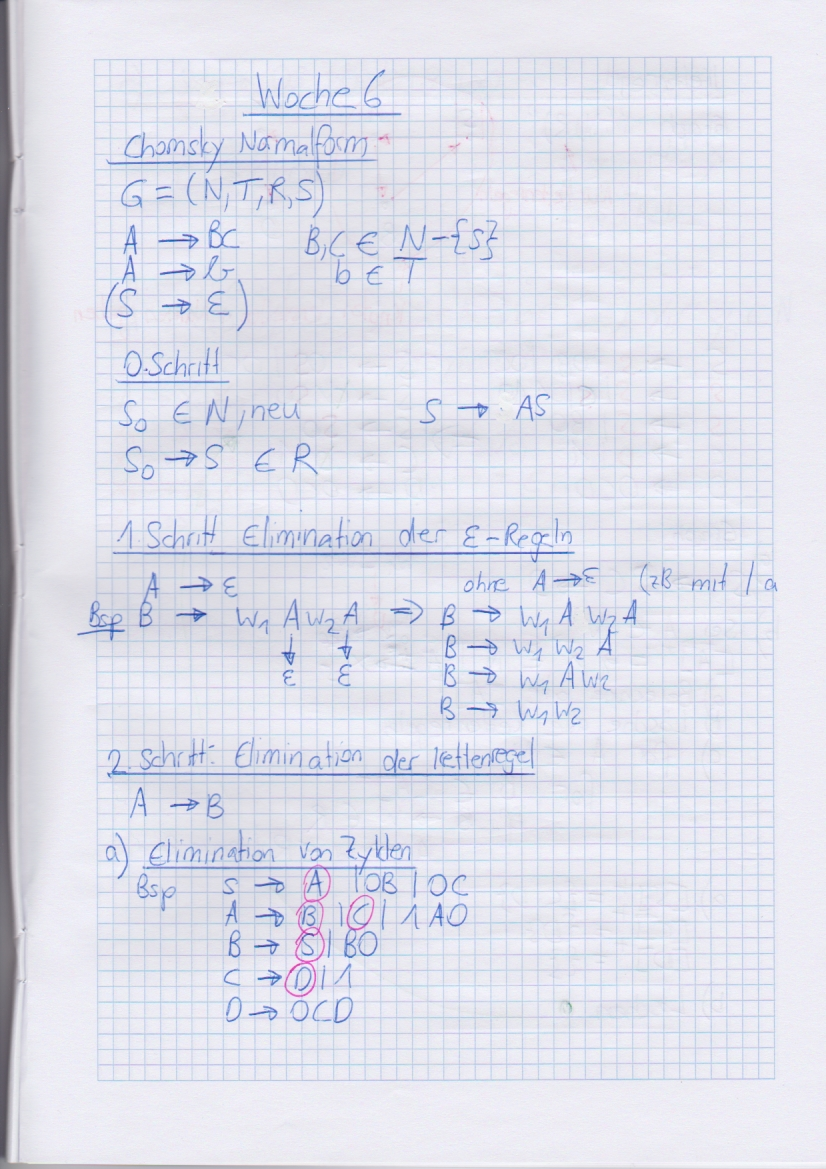 Woche 6
Chomsky Normalform
G = (N, T, R, S)
A → BC B, C ∈ N - {S}
A → b b ∈ T
(S → ε)
0. Schritt
S₀ ∈ N, neu S → AS
S₀ → S ∈ R
1. Schritt Elimination der ε-Regeln
A → ε ohne A → ε (zB mit / a
Bsp B → w₁ A w₂ A ⇒ B → w₁ A w₂ A
↓ ↓ B → w₁ w₂ A
ε ε B → w₁ A w₂
B → w₁ w₂
2. Schritt: Elimination der Kettenregel
A → B
a) Elimination von Zyklen
Bsp S → A | 0B | 0C
A → B | C | 1 A0
B → S | B0
C → D | 1
D → 0CD